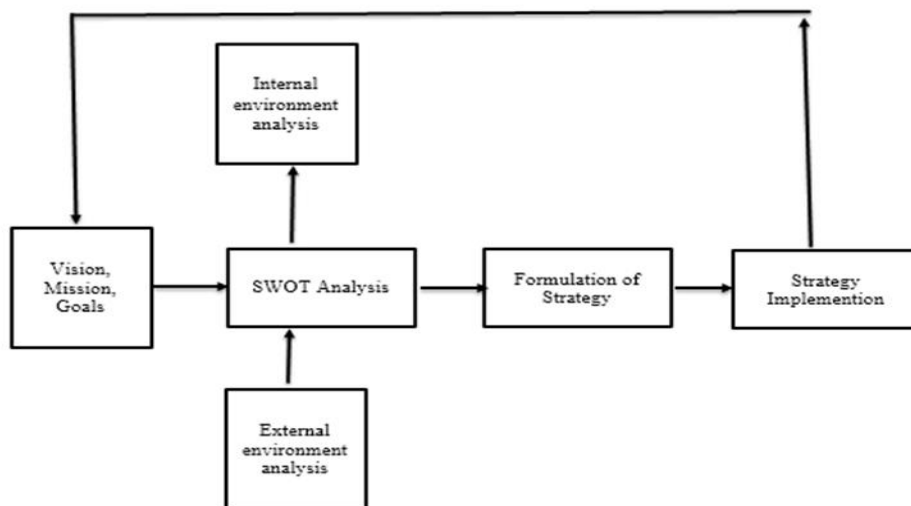 Internal
environment
analysis
Vision,
Mission,
Goals
SWOT Analysis
Formulation of
Strategy
Strategy
Implemention
External
environment
analysis